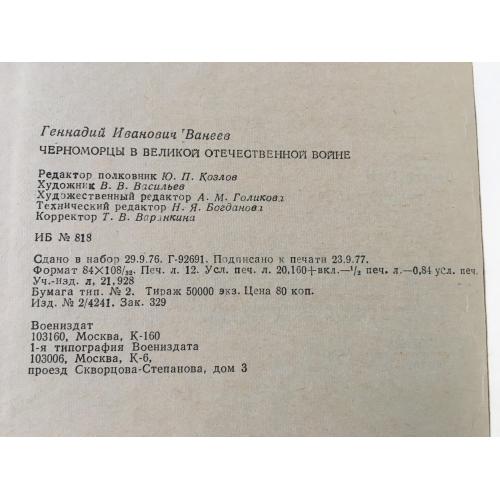 Геннадий Иванович Ванеев
ЧЕРНОМОРЦЫ В ВЕЛИКОЙ ОТЕЧЕСТВЕННОЙ ВОЙНЕ
Редактор полковник Ю. П. Козлов
Художник В. В. Васильев
Художественный редактор А. М. Голикова
Технический редактор Н. Я. Богданова
Корректор Т. В. Варянкина
ИБ № 818
Сдано в набор 29.9.76. Г-92691. Подписано к печати 23.9.77.
Формат 84×108/32. Печ. л. 12. Усл. печ. л. 20,160+вкл.—1/2 печ. л.—0,84 усл. печ.
Уч.-изд. л, 21,928
Бумага тип. № 2. Тираж 50000 экз. Цена 80 коп.
Изд. № 2/4241. Зак. 329
Воениздат
103160, Москва, К-160
1-я типография Воениздата
103006, Москва, К-6,
проезд Скворцова-Степанова, дом 3